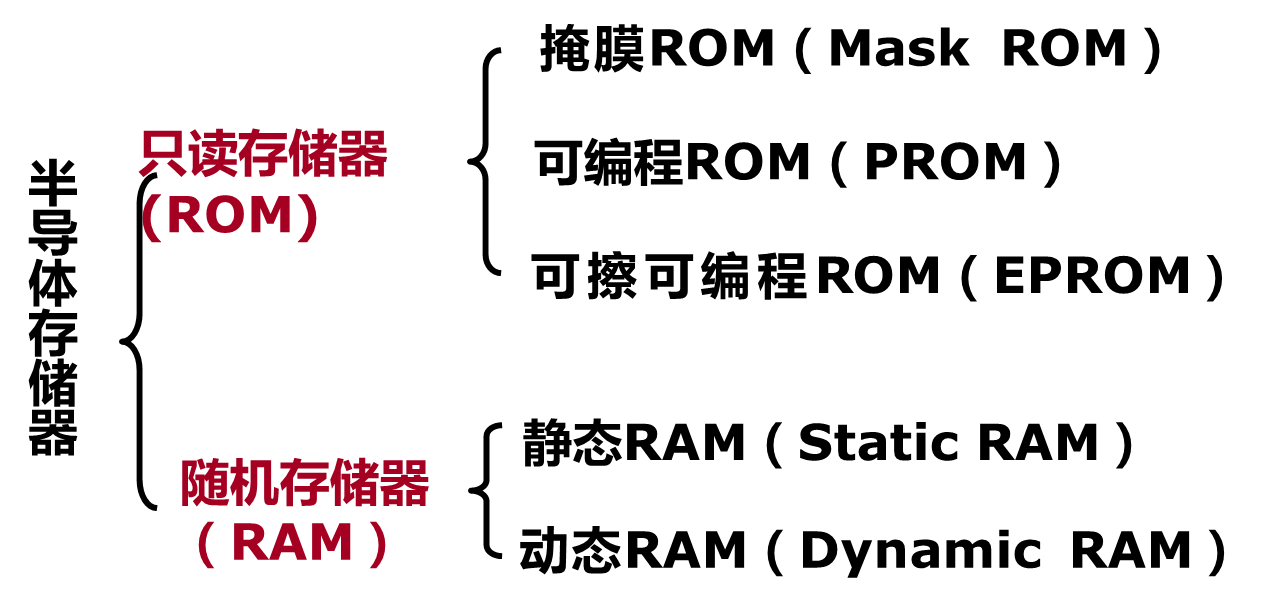 半导体存储器
只读存储器
(ROM)
掩膜ROM（Mask ROM）
可编程ROM（PROM）
可擦可编程ROM（EPROM）
随机存储器
（RAM）
静态RAM（Static RAM）
动态RAM（Dynamic RAM）